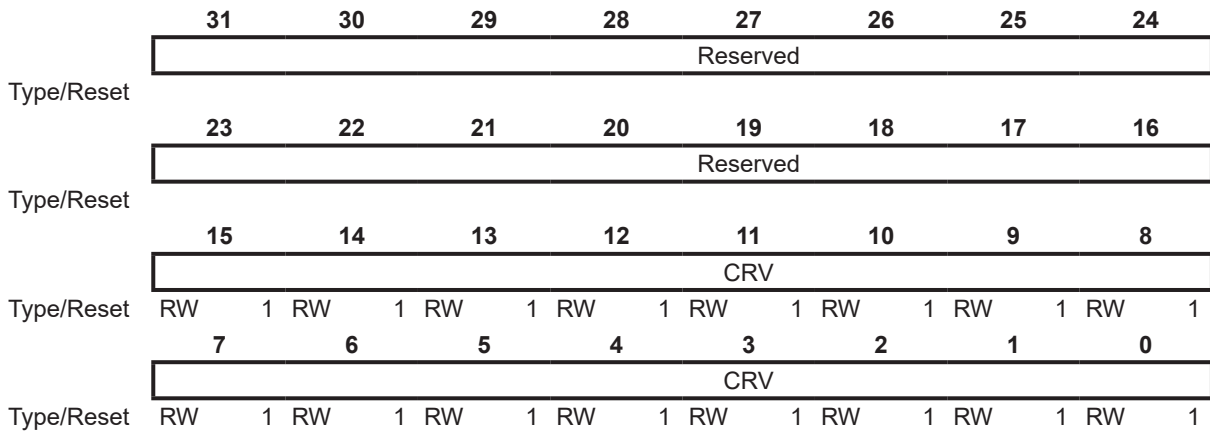 31 30 29 28 27 26 25 24
Reserved
Type/Reset
23 22 21 20 19 18 17 16
Reserved
Type/Reset
15 14 13 12 11 10 9 8
CRV
Type/Reset RW 1 RW 1 RW 1 RW 1 RW 1 RW 1 RW 1 RW 1
7 6 5 4 3 2 1 0
CRV
Type/Reset RW 1 RW 1 RW 1 RW 1 RW 1 RW 1 RW 1 RW 1